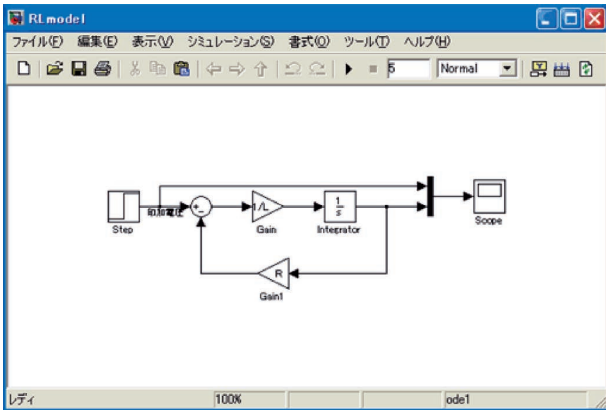 RLmodel
ファイル(F) 編集(E) 表示(V) シミュレーション(S) 書式(O) ツール(T) ヘルプ(H)
5 Normal
Step
印加電圧
+
-
1/L
Gain
1
s
Integrator
Scope
R
Gain1
レディ 100% ode1